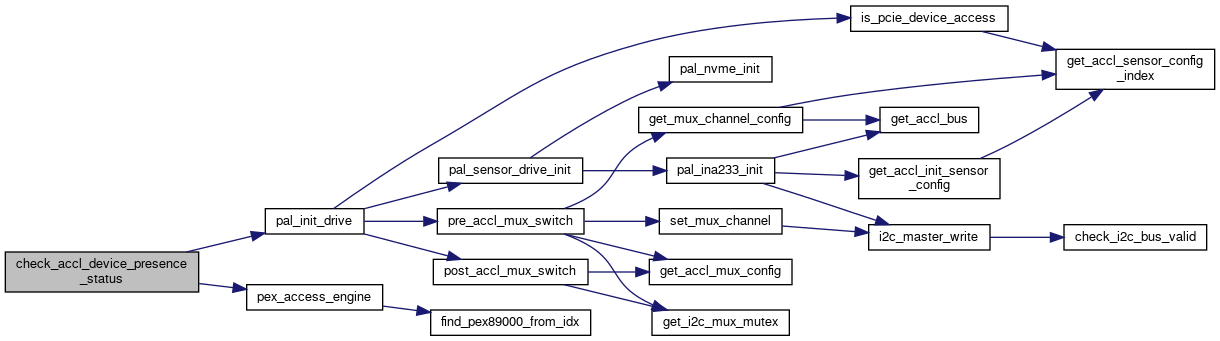 check_accl_device_presence
_status
pal_init_drive
pex_access_engine
pal_sensor_drive_init
pre_accl_mux_switch
post_accl_mux_switch
find_pex89000_from_idx
pal_nvme_init
get_mux_channel_config
pal_ina233_init
set_mux_channel
get_accl_mux_config
get_i2c_mux_mutex
is_pcie_device_access
get_accl_bus
get_accl_init_sensor
_config
i2c_master_write
get_accl_sensor_config
_index
check_i2c_bus_valid